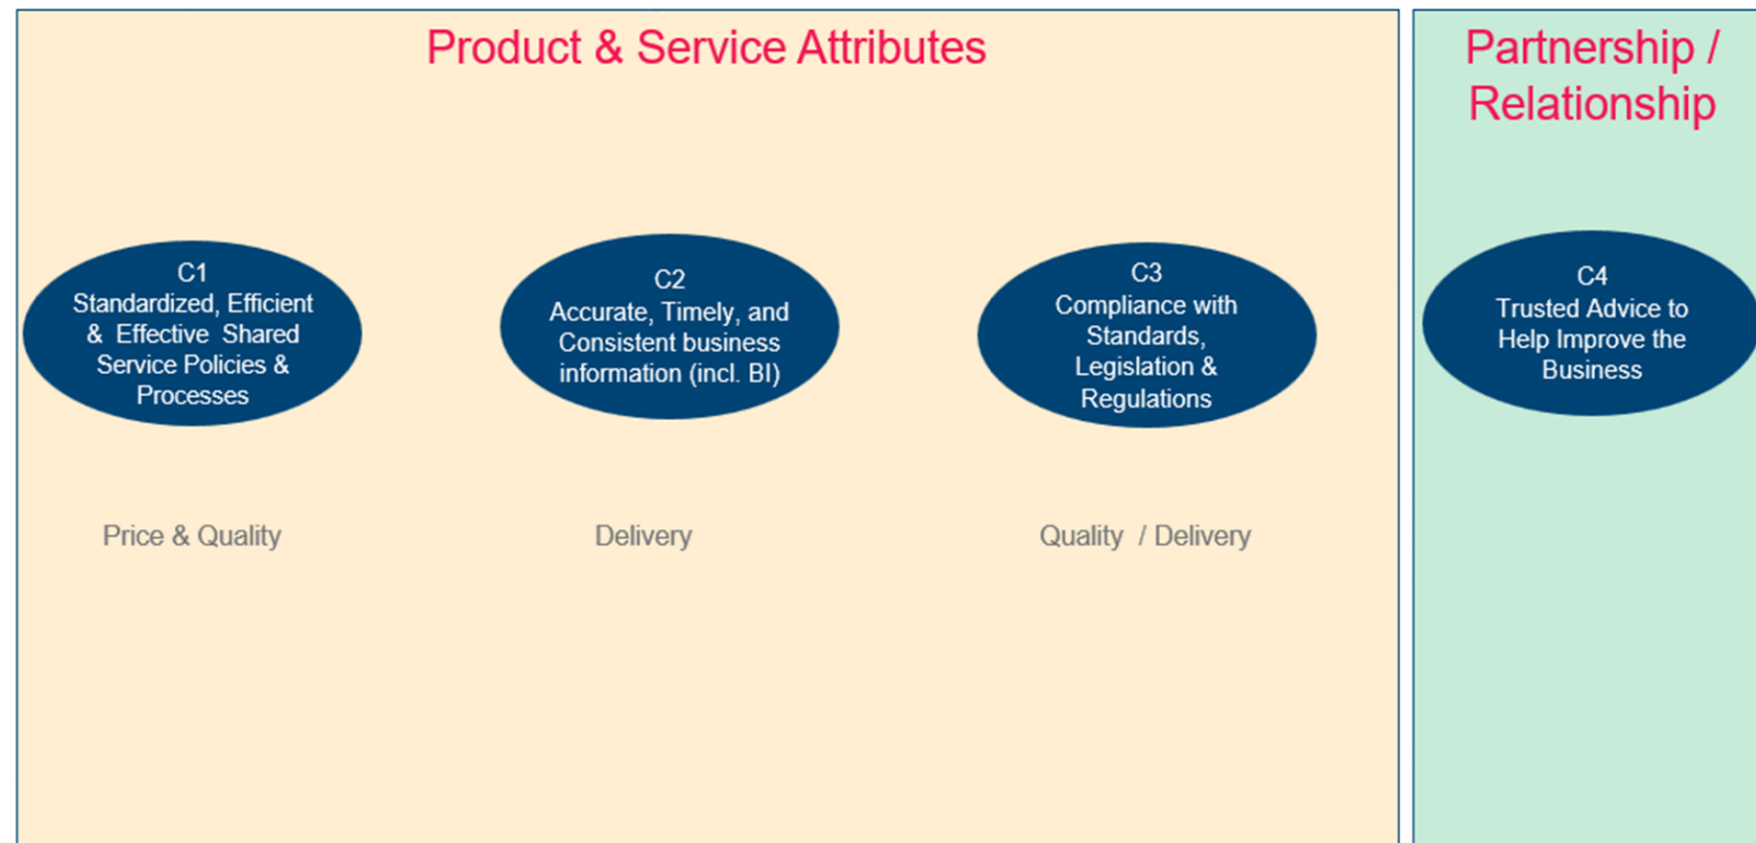 Product & Service Attributes
Partnership /
Relationship
C1
Standardized, Efficient
& Effective Shared
Service Policies &
Processes
C2
Accurate, Timely, and
Consistent business
information (incl. BI)
C3
Compliance with
Standards,
Legislation &
Regulations
C4
Trusted Advice to
Help Improve the
Business
Price & Quality
Delivery
Quality / Delivery